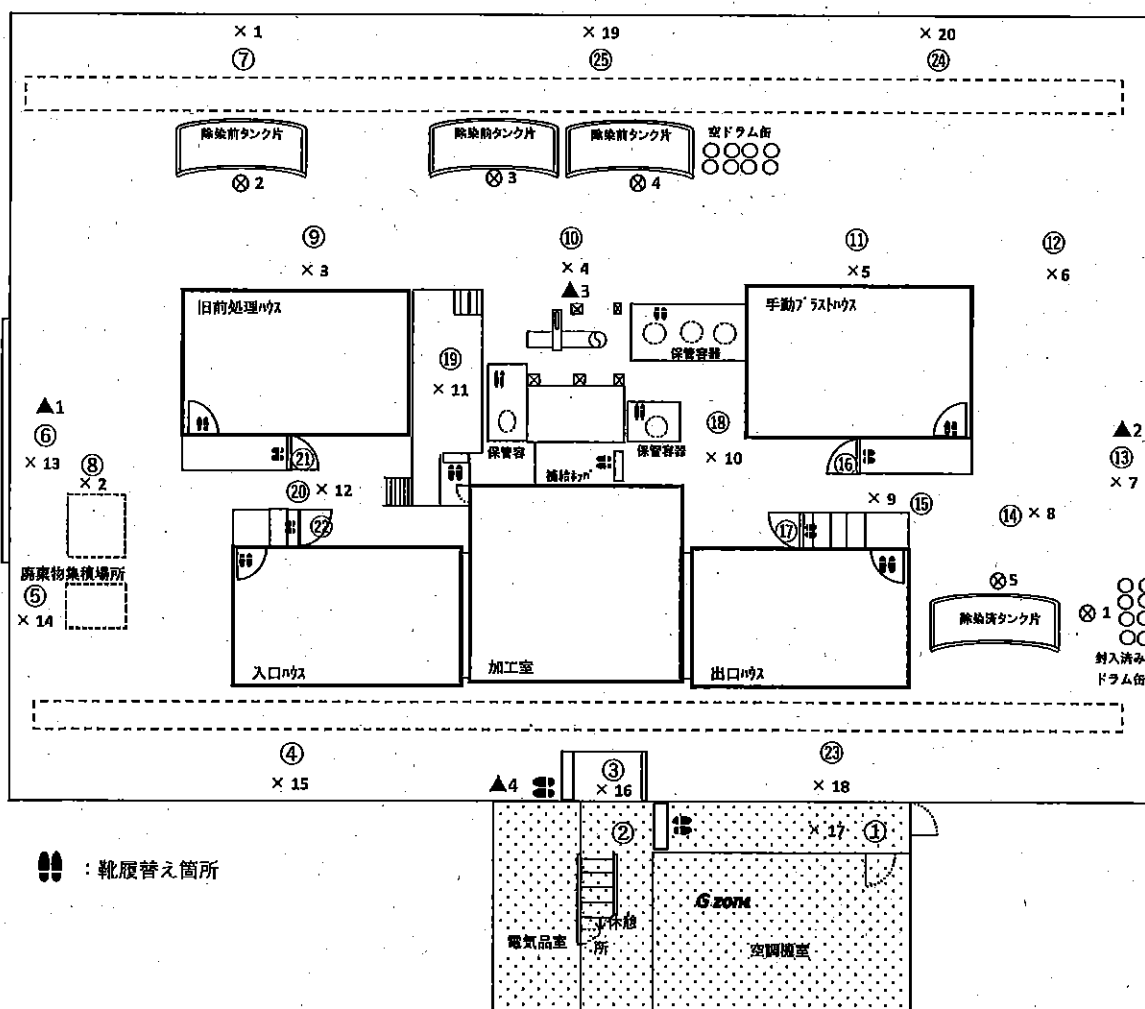 × 1
× 19
× 20
⑦
㉕
㉔
除染前タンク片
除染前タンク片
除染前タンク片
空ドラム缶
⊗ 2
⊗ 3
⊗ 4
⑨
⑩
⑪
⑫
× 3
× 4
× 5
× 6
▲3
旧前処理ハウス
手動ブラストハウス
保管容器
⑲
× 11
▲1
⑥
× 13
⑧
× 2
⑱
× 10
▲2
⑬
× 7
保管容
保管容器
㉑
⑯
⑳
× 12
× 9
⑮
⑭
× 8
㉒
⑰
廃棄物集積場所
⑤
× 14
⊗5
⊗ 1
除染済タンク片
封入済み
ドラム缶
入口ハウス
加工室
出口ハウス
④
③
㉓
× 15
▲4
× 16
× 18
②
× 17
①
:靴履替え箇所
G zone
休憩
所
電気品室
空調機室